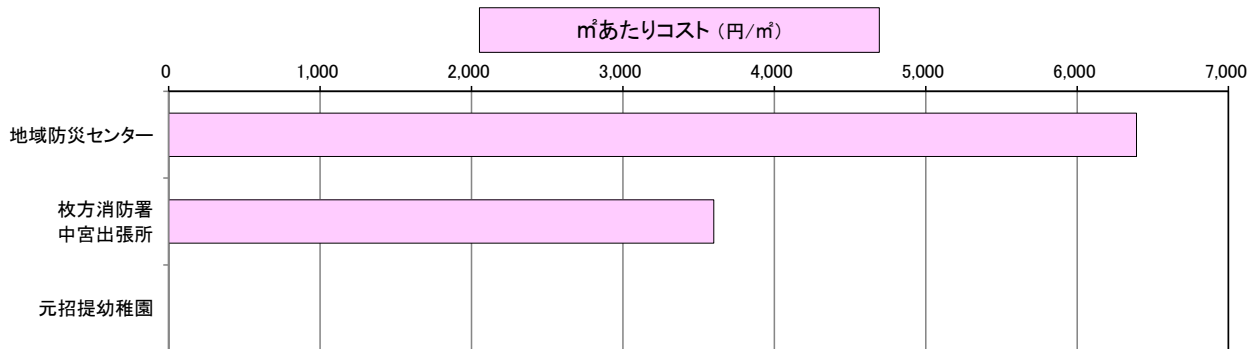 ㎡あたりコスト（円/㎡）
0 1,000 2,000 3,000 4,000 5,000 6,000 7,000
地域防災センター
枚方消防署
中宮出張所
元招提幼稚園